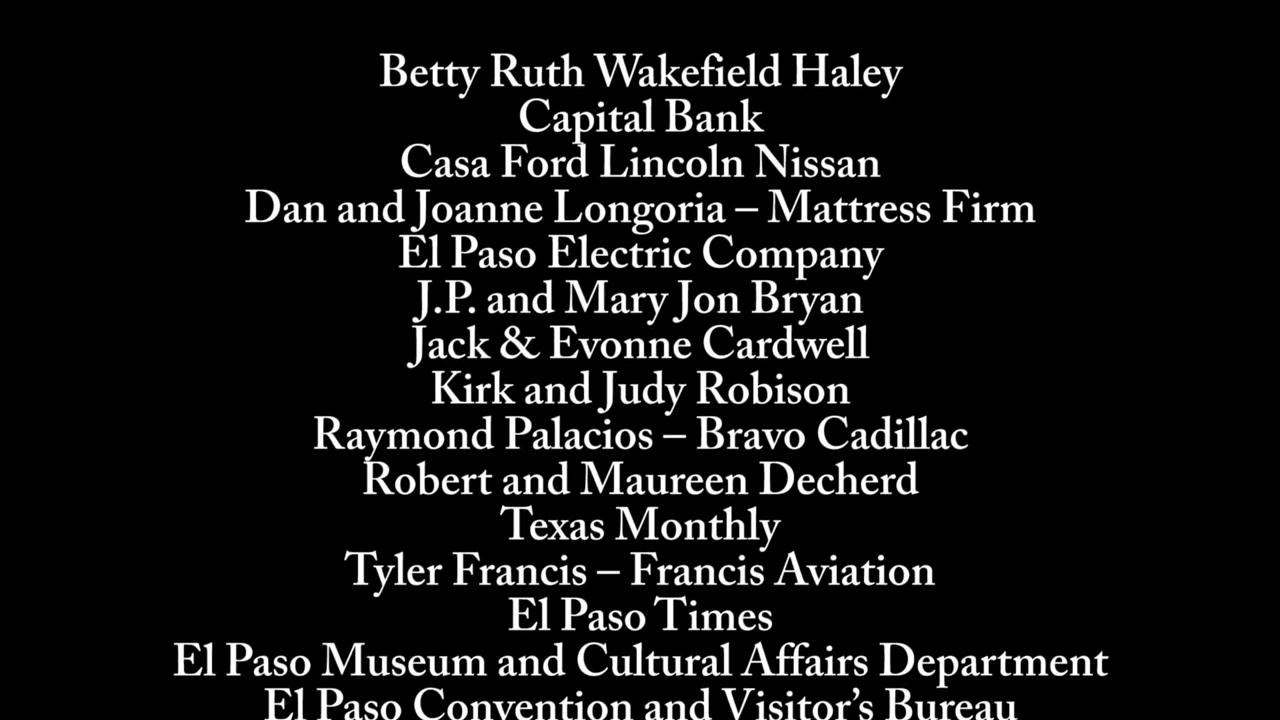 Betty Ruth Wakefield Haley
Capital Bank
Casa Ford Lincoln Nissan
Dan and Joanne Longoria – Mattress Firm
El Paso Electric Company
J.P. and Mary Jon Bryan
Jack & Evonne Cardwell
Kirk and Judy Robison
Raymond Palacios – Bravo Cadillac
Robert and Maureen Decherd
Texas Monthly
Tyler Francis – Francis Aviation
El Paso Times
El Paso Museum and Cultural Affairs Department
El Paso Convention and Visitor’s Bureau